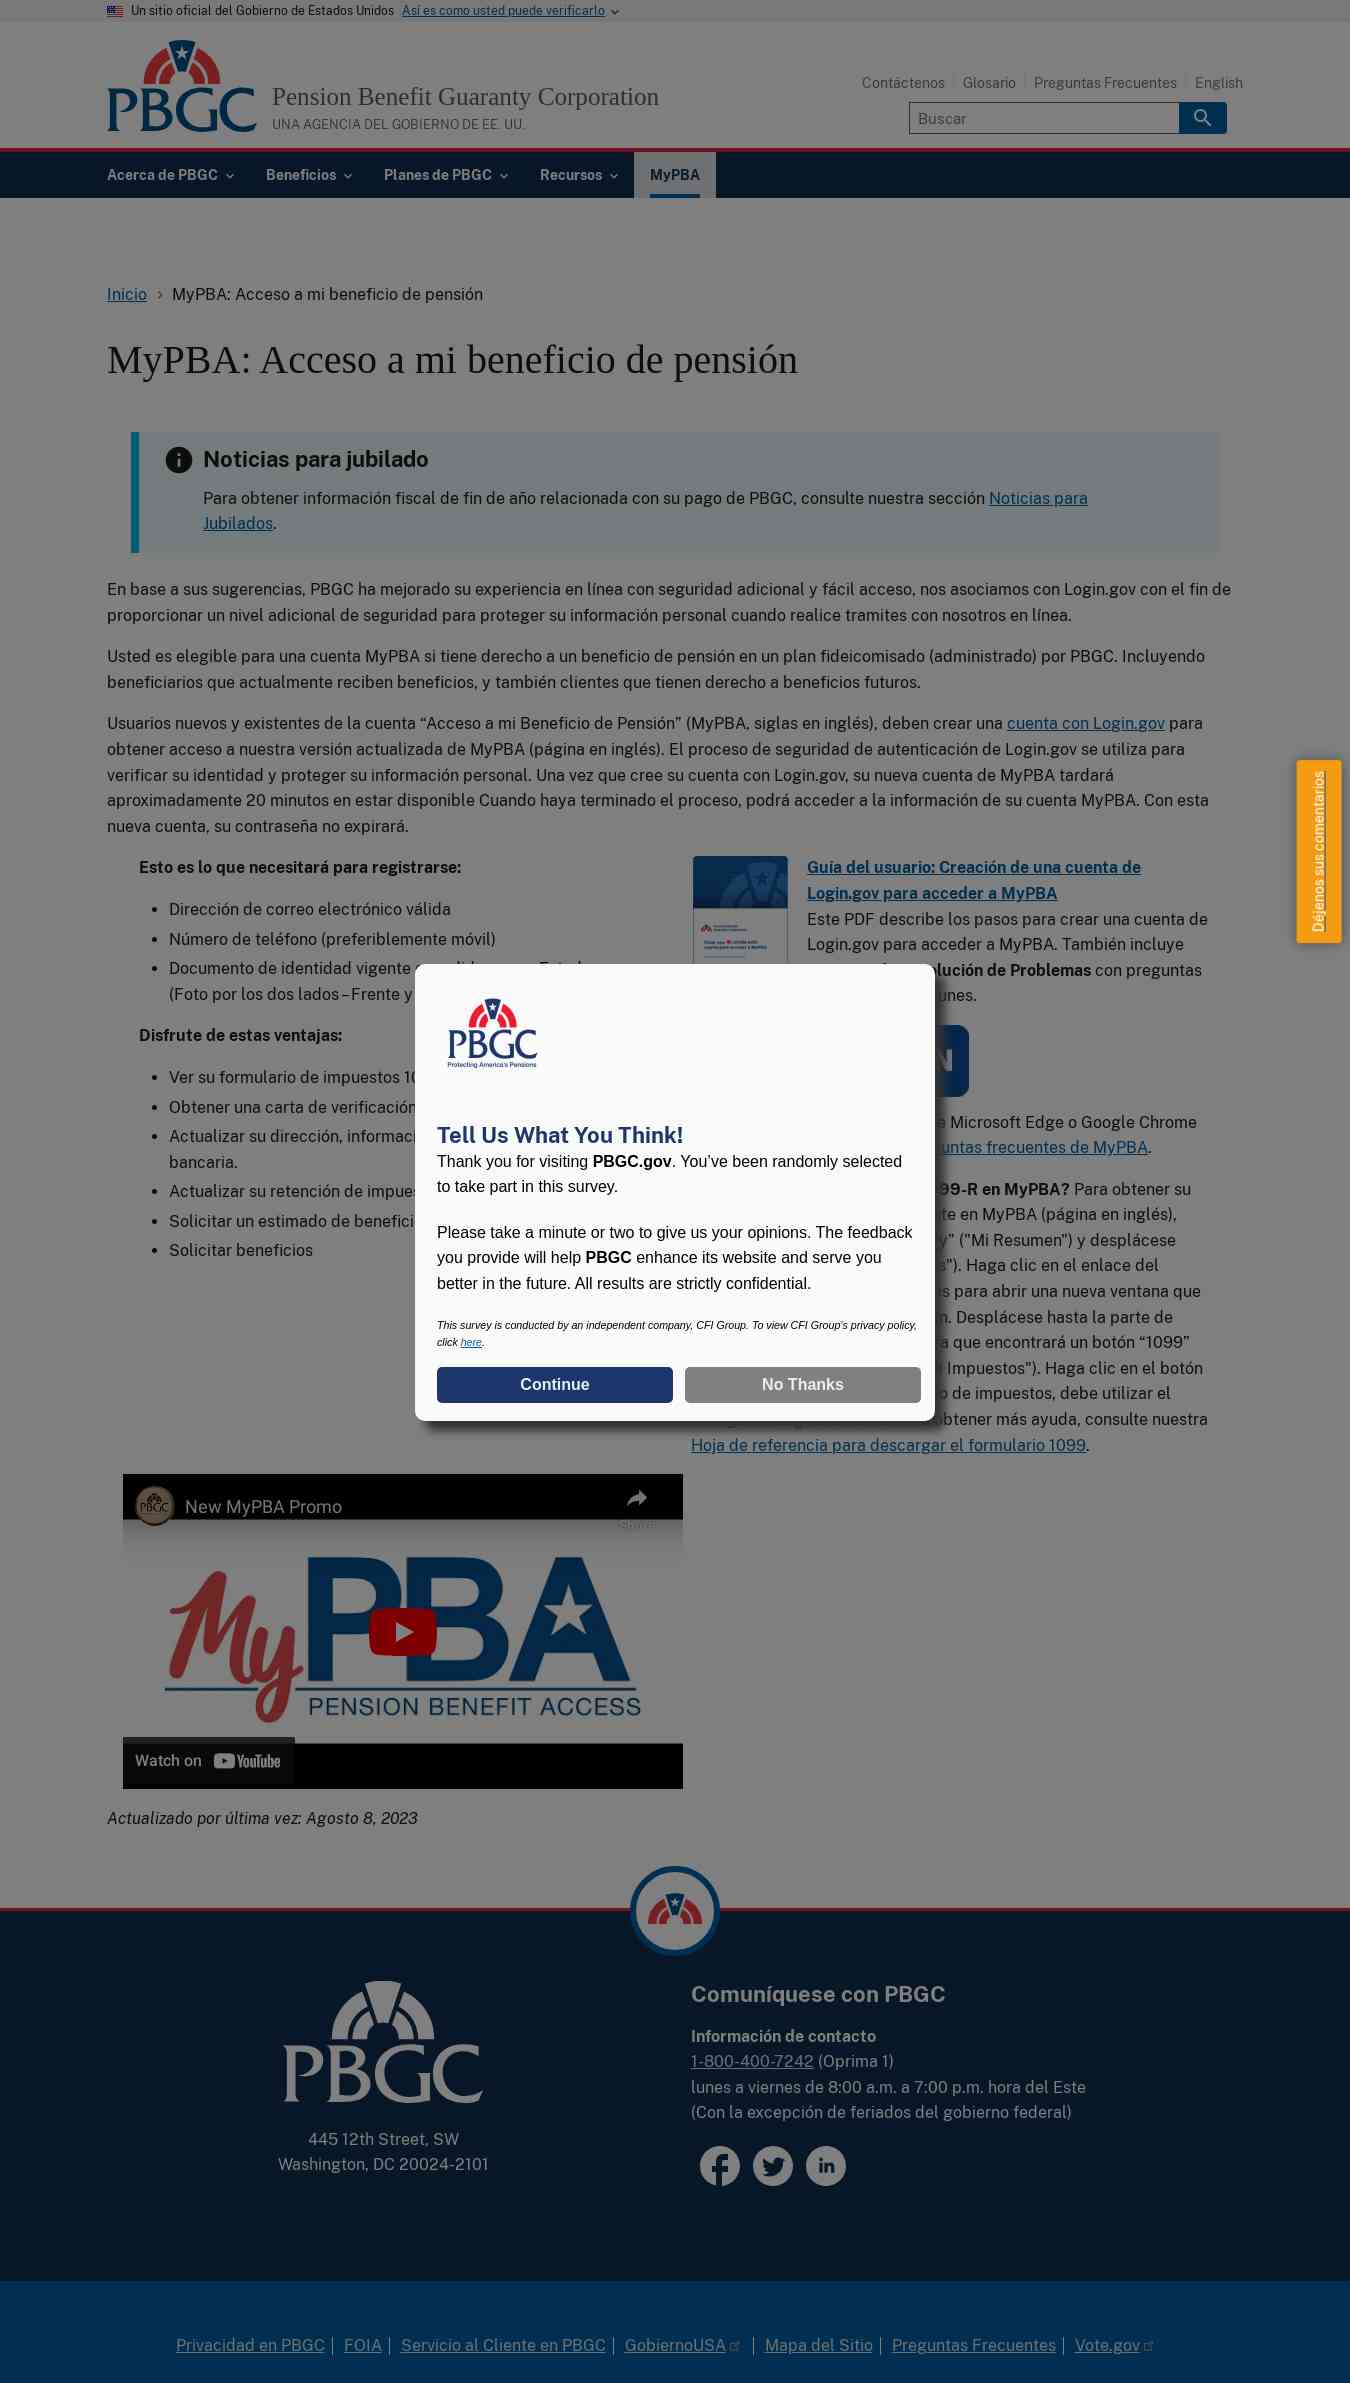 Un sitio oficial del Gobierno de Estados Unidos Así es como usted puede verificarlo
PBGC
Pension Benefit Guaranty Corporation
UNA AGENCIA DEL GOBIERNO DE EE. UU.
Contáctenos Glosario Preguntas Frecuentes English
Buscar
Acerca de PBGC Beneficios Planes de PBGC Recursos MyPBA
Inicio MyPBA: Acceso a mi beneficio de pensión
MyPBA: Acceso a mi beneficio de pensión
Noticias para jubilado
Para obtener información fiscal de fin de año relacionada con su pago de PBGC, consulte nuestra sección Noticias para
Jubilados.
En base a sus sugerencias, PBGC ha mejorado su experiencia en línea con seguridad adicional y fácil acceso, nos asociamos con Login.gov con el fin de
proporcionar un nivel adicional de seguridad para proteger su información personal cuando realice tramites con nosotros en línea.
Usted es elegible para una cuenta MyPBA si tiene derecho a un beneficio de pensión en un plan fideicomisado (administrado) por PBGC. Incluyendo
beneficiarios que actualmente reciben beneficios, y también clientes que tienen derecho a beneficios futuros.
Usuarios nuevos y existentes de la cuenta “Acceso a mi Beneficio de Pensión” (MyPBA, siglas en inglés), deben crear una cuenta con Login.gov para
obtener acceso a nuestra versión actualizada de MyPBA (página en inglés). El proceso de seguridad de autenticación de Login.gov se utiliza para
verificar su identidad y proteger su información personal. Una vez que cree su cuenta con Login.gov, su nueva cuenta de MyPBA tardará
aproximadamente 20 minutos en estar disponible Cuando haya terminado el proceso, podrá acceder a la información de su cuenta MyPBA. Con esta
nueva cuenta, su contraseña no expirará.
Déjenos sus comentarios
Esto es lo que necesitará para registrarse:
Dirección de correo electrónico válida
Número de teléfono (preferiblemente móvil)
Documento de identidad vigente
(Foto por los dos lados – Frente y
Disfrute de estas ventajas:
Ver su formulario de impuestos 10
Obtener una carta de verificación
Actualizar su dirección, informaci
bancaria.
Actualizar su retención de impues
Solicitar un estimado de benefici
Solicitar beneficios
Guía del usuario: Creación de una cuenta de
Login.gov para acceder a MyPBA
Este PDF describe los pasos para crear una cuenta de
Login.gov para acceder a MyPBA. También incluye
lución de Problemas con preguntas
unes.
N
e Microsoft Edge o Google Chrome
untas frecuentes de MyPBA.
99-R en MyPBA? Para obtener su
te en MyPBA (página en inglés),
y" ("Mi Resumen") y desplácese
s"). Haga clic en el enlace del
s para abrir una nueva ventana que
n. Desplácese hasta la parte de
a que encontrará un botón “1099”
Impuestos"). Haga clic en el botón
o de impuestos, debe utilizar el
obtener más ayuda, consulte nuestra
Hoja de referencia para descargar el formulario 1099.
PBGC
Protecting America's Pensions
Tell Us What You Think!
Thank you for visiting PBGC.gov. You’ve been randomly selected
to take part in this survey.
Please take a minute or two to give us your opinions. The feedback
you provide will help PBGC enhance its website and serve you
better in the future. All results are strictly confidential.
This survey is conducted by an independent company, CFI Group. To view CFI Group's privacy policy,
click here.
Continue No Thanks
PBGC New MyPBA Promo
Share
MyPBA
PENSION BENEFIT ACCESS
Watch on YouTube
Actualizado por última vez: Agosto 8, 2023
PBGC
445 12th Street, SW
Washington, DC 20024-2101
Comuníquese con PBGC
Información de contacto
1-800-400-7242 (Oprima 1)
lunes a viernes de 8:00 a.m. a 7:00 p.m. hora del Este
(Con la excepción de feriados del gobierno federal)
in
Privacidad en PBGC FOIA Servicio al Cliente en PBGC GobiernoUSA Mapa del Sitio Preguntas Frecuentes Vote.gov